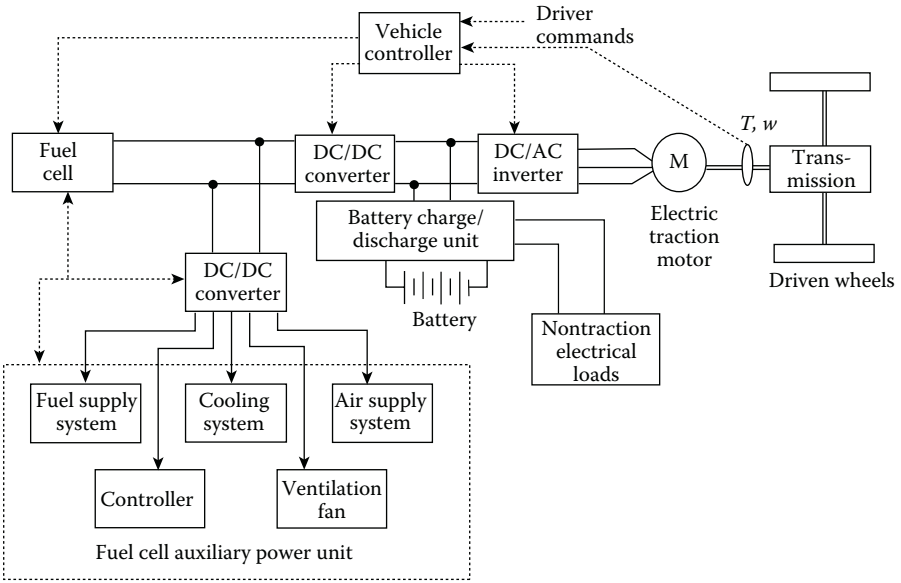 Vehicle
controller
Driver
commands
Fuel
cell
DC/DC
converter
DC/AC
inverter
M
T, w
Trans-
mission
Electric
traction
motor
Driven wheels
Battery charge/
discharge unit
Battery
DC/DC
converter
Nontraction
electrical
loads
Fuel supply
system
Cooling
system
Air supply
system
Controller
Ventilation
fan
Fuel cell auxiliary power unit